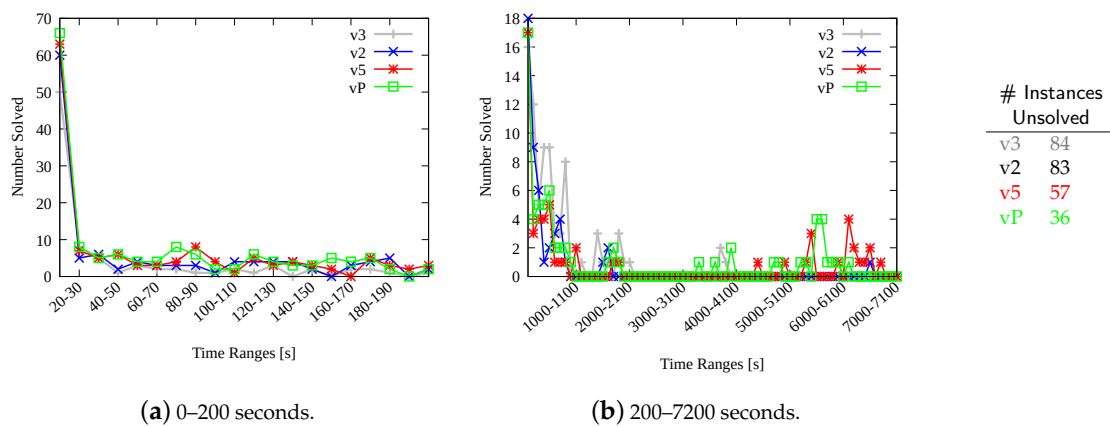 70
60
50
40
30
20
10
0
Number Solved
20-30
40-50
60-70
80-90
100-110
120-130
140-150
160-170
180-190
Time Ranges [s]
v3
v2
v5
vP
(a) 0–200 seconds.
18
16
14
12
10
8
6
4
2
0
Number Solved
1000-1100
2000-2100
3000-3100
4000-4100
5000-5100
6000-6100
7000-7100
Time Ranges [s]
v3
v2
v5
vP
(b) 200–7200 seconds.
# Instances
Unsolved
v3 84
v2 83
v5 57
vP 36